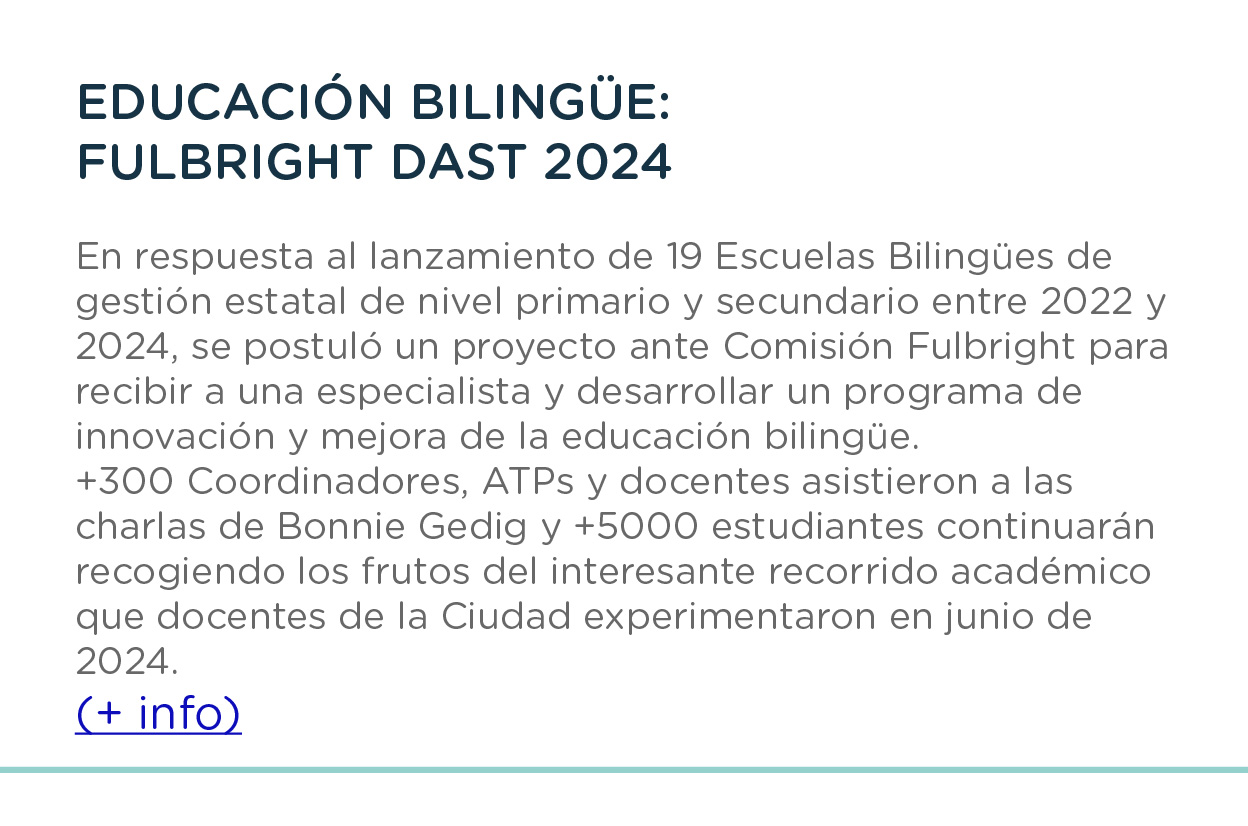 EDUCACIÓN BILINGÜE:
FULBRIGHT DAST 2024
En respuesta al lanzamiento de 19 Escuelas Bilingües de
gestión estatal de nivel primario y secundario entre 2022 y
2024, se postuló un proyecto ante Comisión Fulbright para
recibir a una especialista y desarrollar un programa de
innovación y mejora de la educación bilingüe.
+300 Coordinadores, ATPs y docentes asistieron a las
charlas de Bonnie Gedig y +5000 estudiantes continuarán
recogiendo los frutos del interesante recorrido académico
que docentes de la Ciudad experimentaron en junio de
2024.
(+ info)